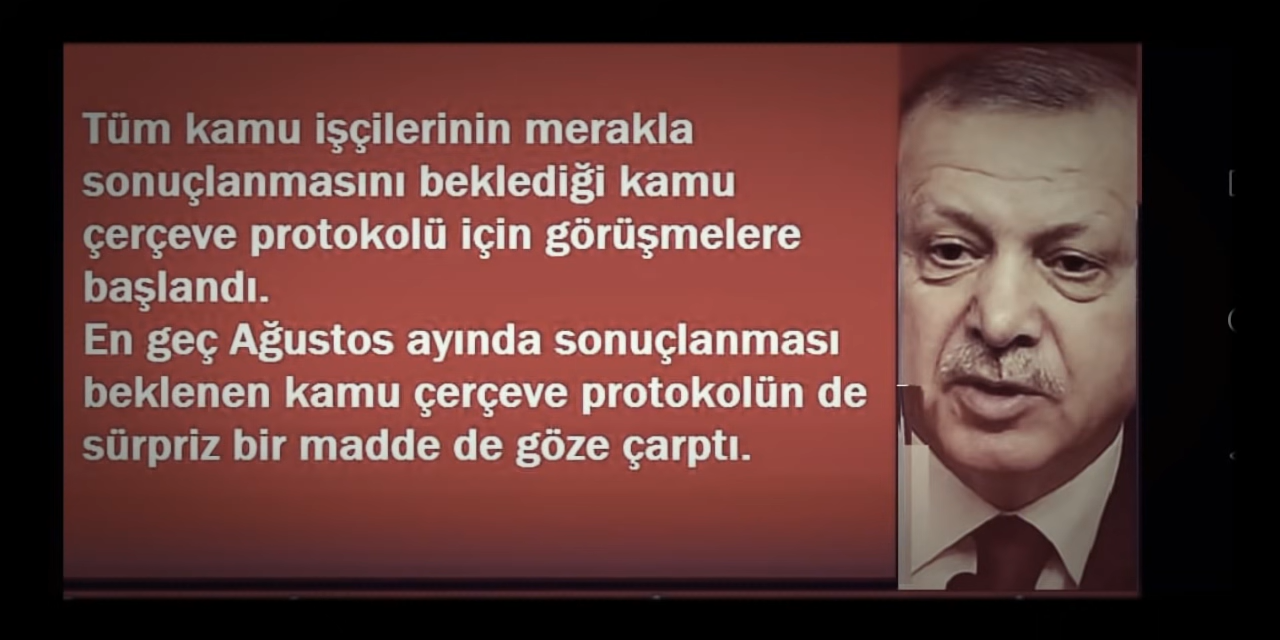 Tüm kamu işçilerinin merakla
sonuçlanmasını beklediği kamu
çerçeve protokolü için görüşmelere
başlandı.
En geç Ağustos ayında sonuçlanması
beklenen kamu çerçeve protokolün de
sürpriz bir madde de göze çarptı.